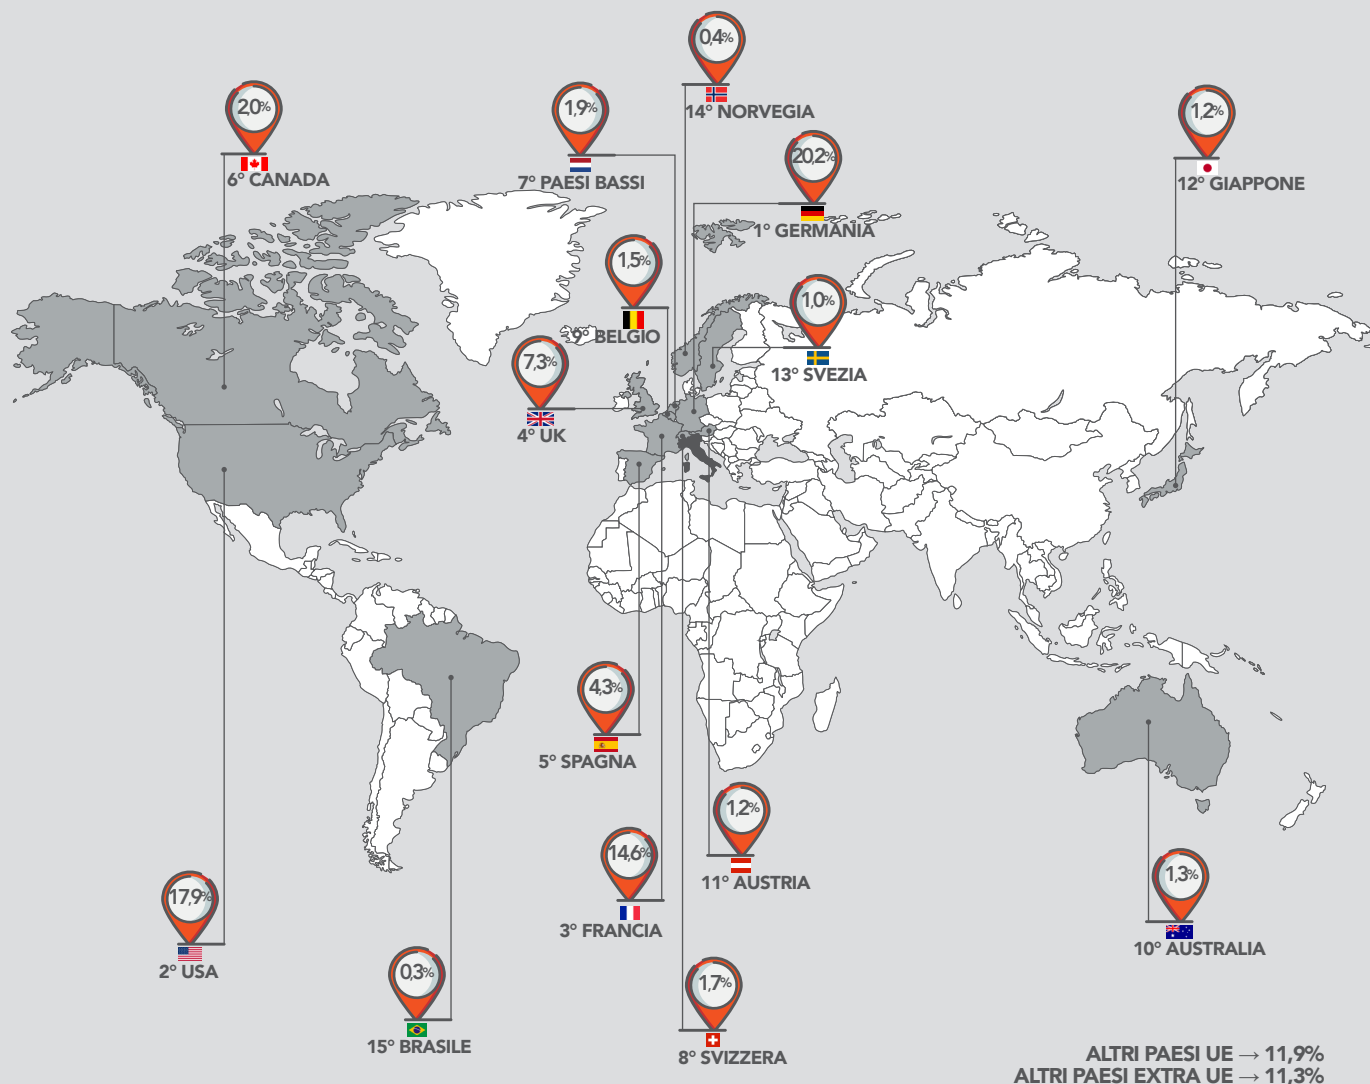 0,4%
14° NORVEGIA
2,0%
6° CANADA
1,9%
7° PAESI BASSI
1,2%
12° GIAPPONE
20,2%
1° GERMANIA
1,5%
9° BELGIO
1,0%
13° SVEZIA
7,3%
4° UK
4,3%
5° SPAGNA
1,2%
11° AUSTRIA
14,6%
3° FRANCIA
17,9%
2° USA
1,3%
10° AUSTRALIA
0,3%
15° BRASILE
1,7%
8° SVIZZERA
ALTRI PAESI UE → 11,9%
ALTRI PAESI EXTRA UE → 11,3%